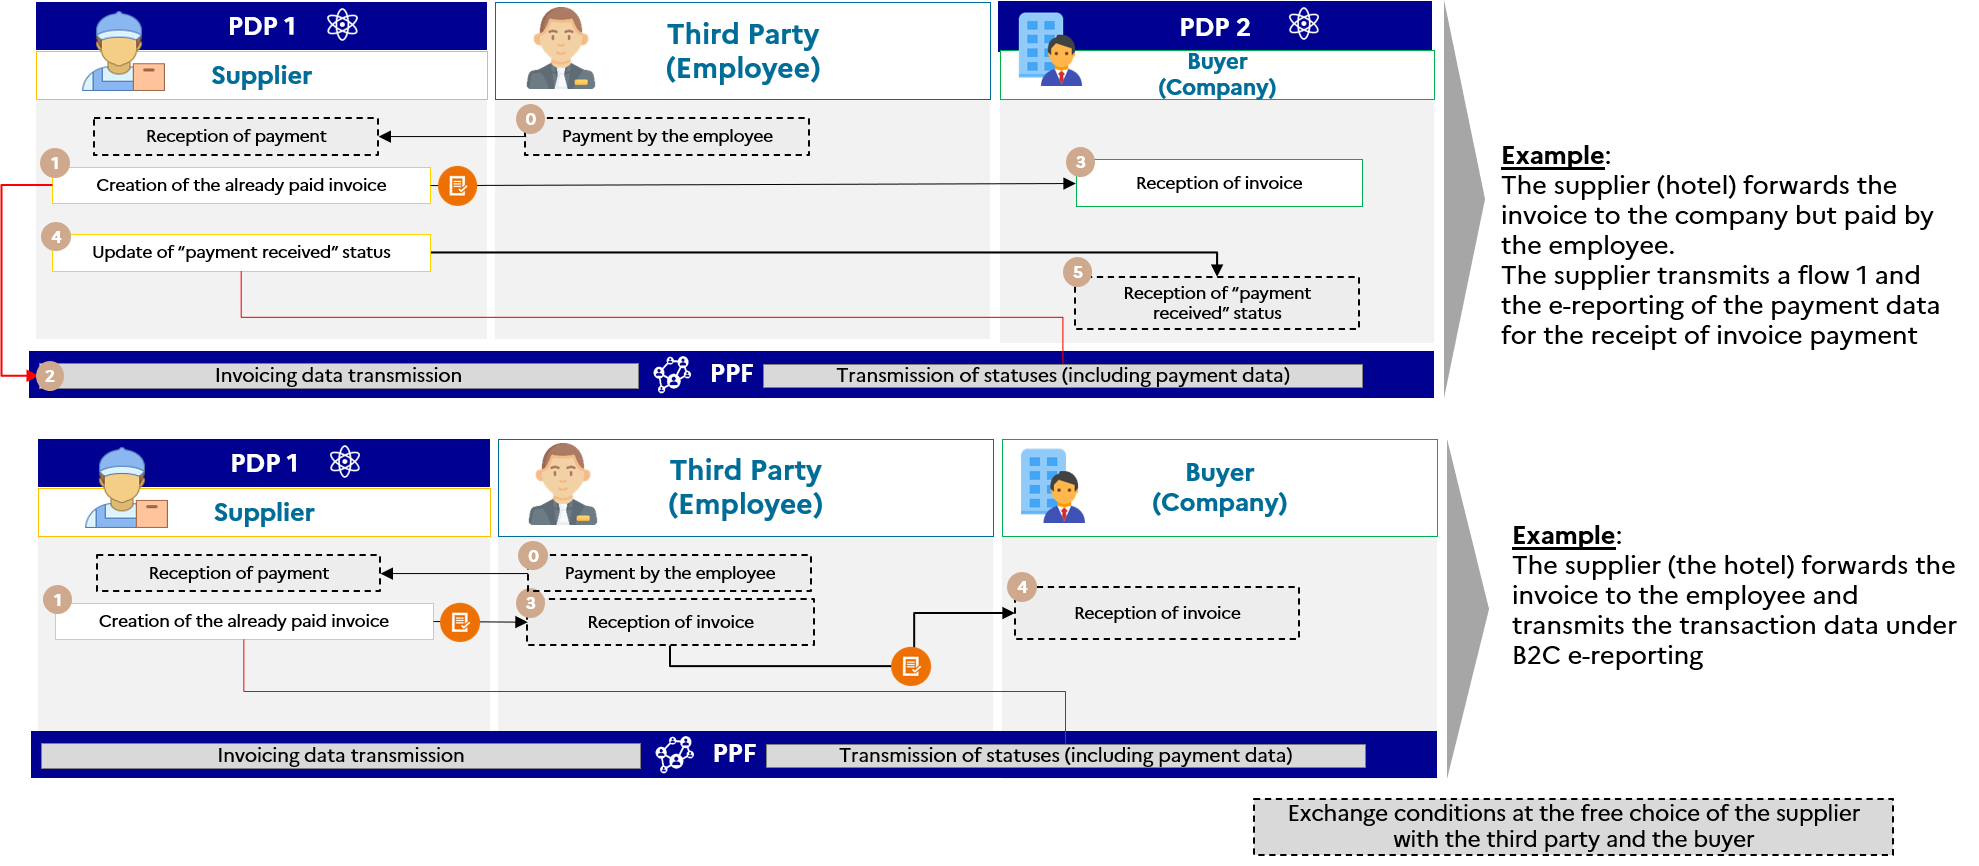 PDP 1
Supplier
Third Party
(Employee)
PDP 2
Buyer
(Company)
Reception of payment
0
Payment by the employee
1
Creation of the already paid invoice
3
Reception of invoice
4
Update of “payment received” status
5
Reception of “payment
received” status
2
Invoicing data transmission
PPF
Transmission of statuses (including payment data)
Example:
The supplier (hotel) forwards the
invoice to the company but paid by
the employee.
The supplier transmits a flow 1 and
the e-reporting of the payment data
for the receipt of invoice payment
PDP 1
Supplier
Third Party
(Employee)
Buyer
(Company)
Reception of payment
0
Payment by the employee
1
Creation of the already paid invoice
3
Reception of invoice
4
Reception of invoice
Invoicing data transmission
PPF
Transmission of statuses (including payment data)
Example:
The supplier (the hotel) forwards the
invoice to the employee and
transmits the transaction data under
B2C e-reporting
Exchange conditions at the free choice of the supplier
with the third party and the buyer